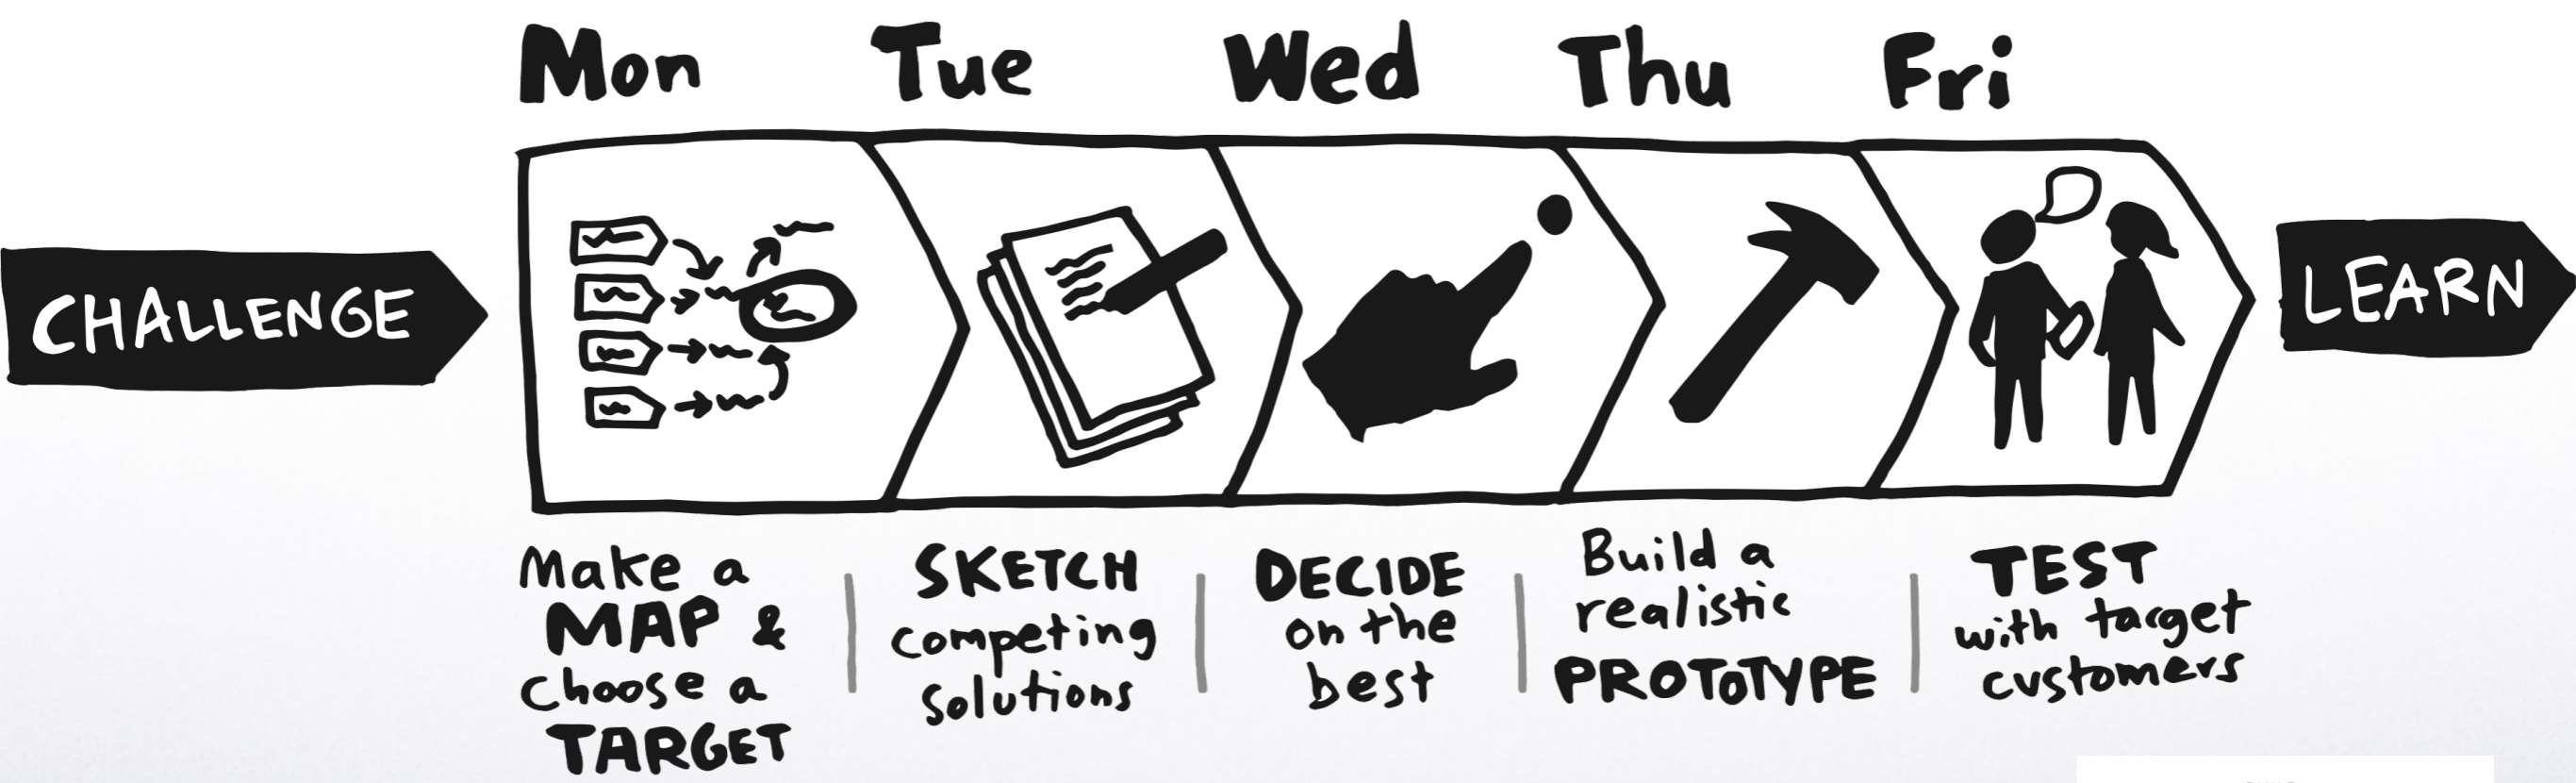 Mon
Tue
Wed
Thu
Fri
CHALLENGE
LEARN
Make a
MAP &
choose a
TARGET
SKETCH
competing
solutions
DECIDE
on the
best
Build a
realistic
PROTOTYPE
TEST
with target
customers